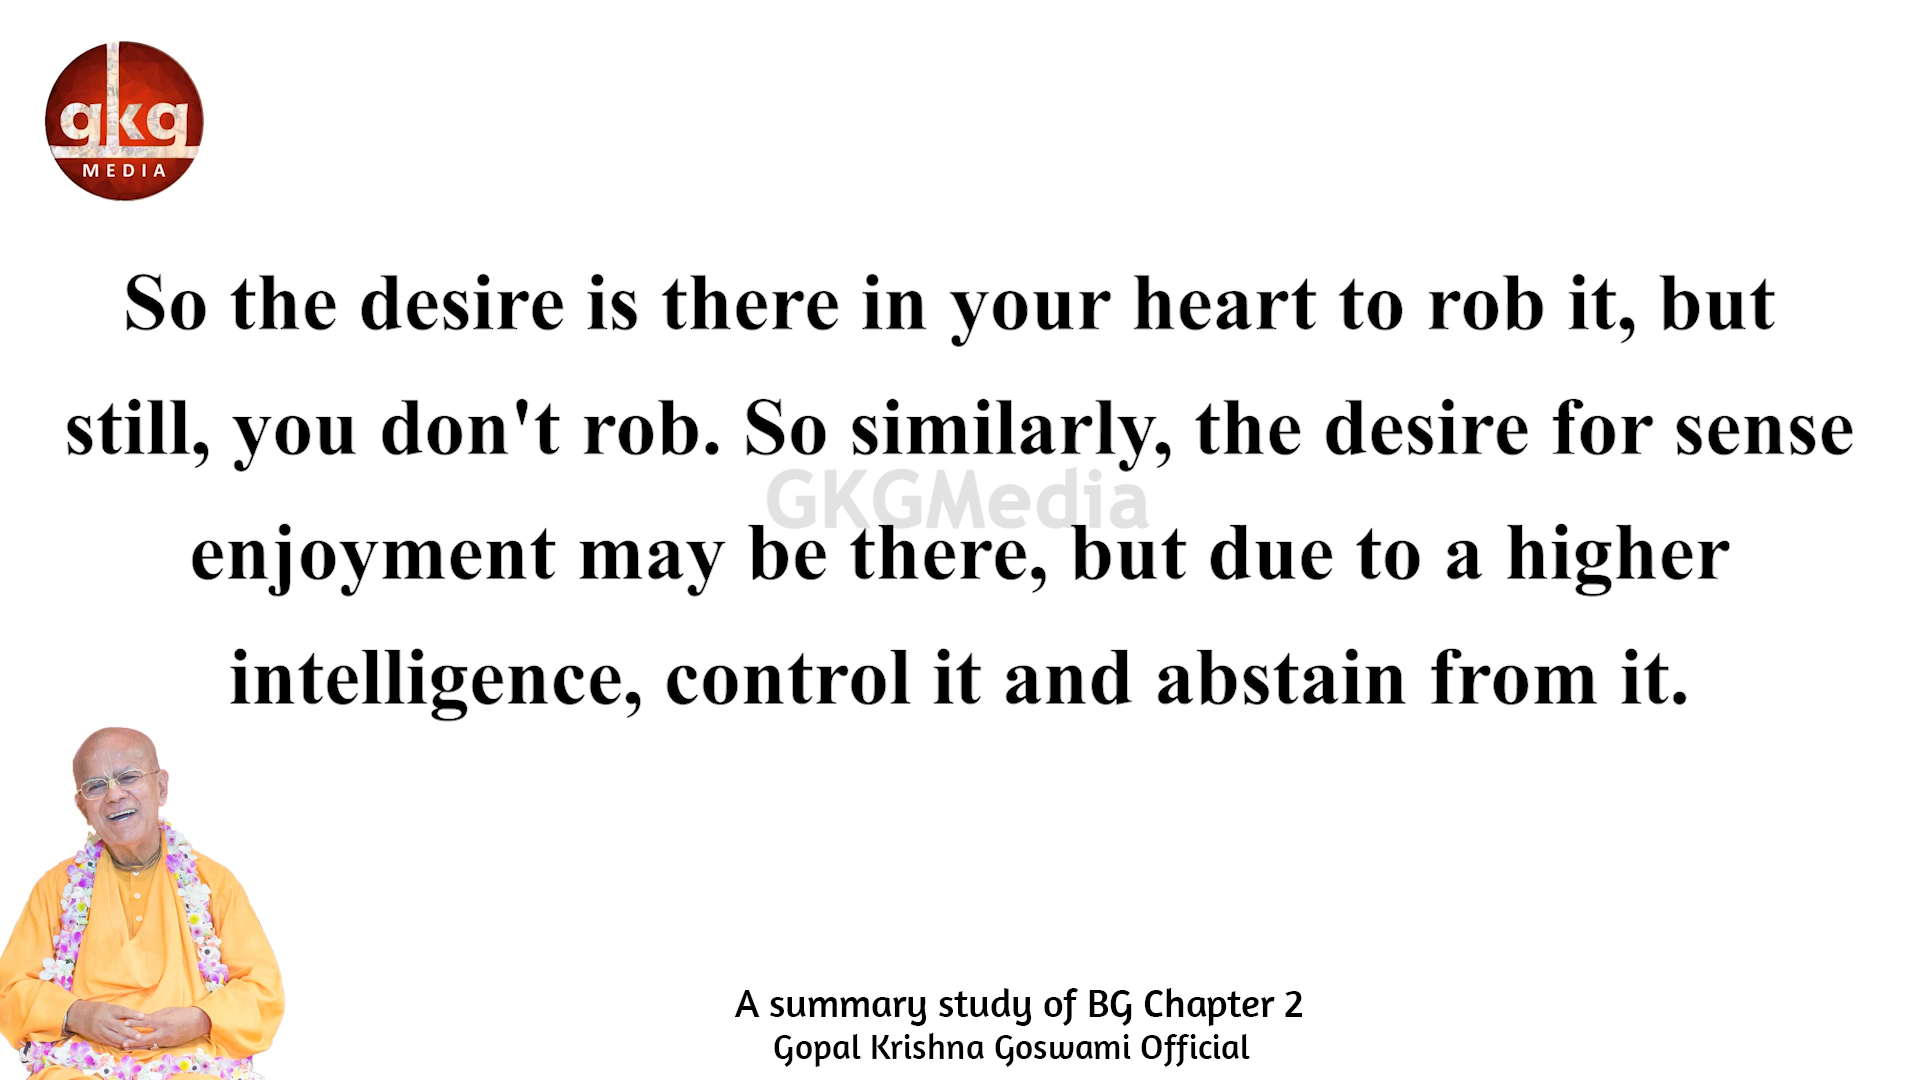 gkg
MEDIA
So the desire is there in your heart to rob it, but
still, you don't rob. So similarly, the desire for sense
GKGMedia
enjoyment may be there, but due to a higher
intelligence, control it and abstain from it.
A summary study of BG Chapter 2
Gopal Krishna Goswami Official